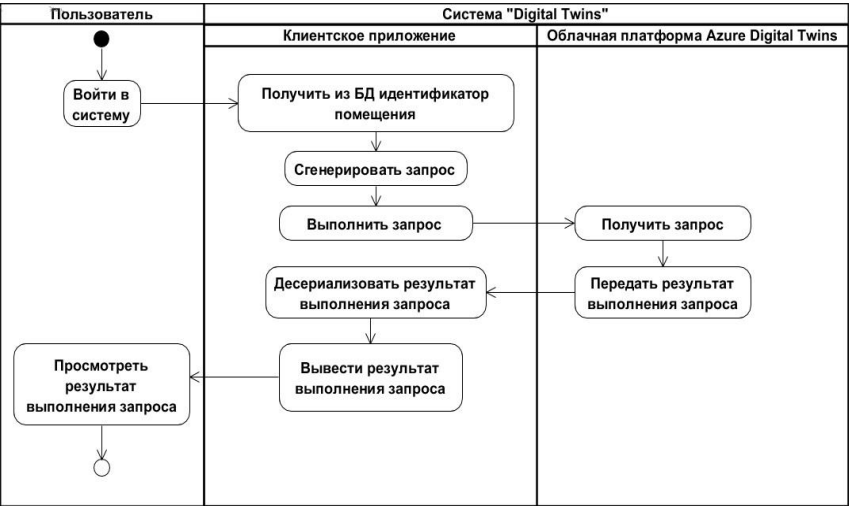 Пользователь
Система "Digital Twins"
Клиентское приложение
Облачная платформа Azure Digital Twins
Войти в
систему
Получить из БД идентификатор
помещения
Сгенерировать запрос
Выполнить запрос
Получить запрос
Десериализовать результат
выполнения запроса
Передать результат
выполнения запроса
Просмотреть
результат
выполнения запроса
Вывести результат
выполнения запроса